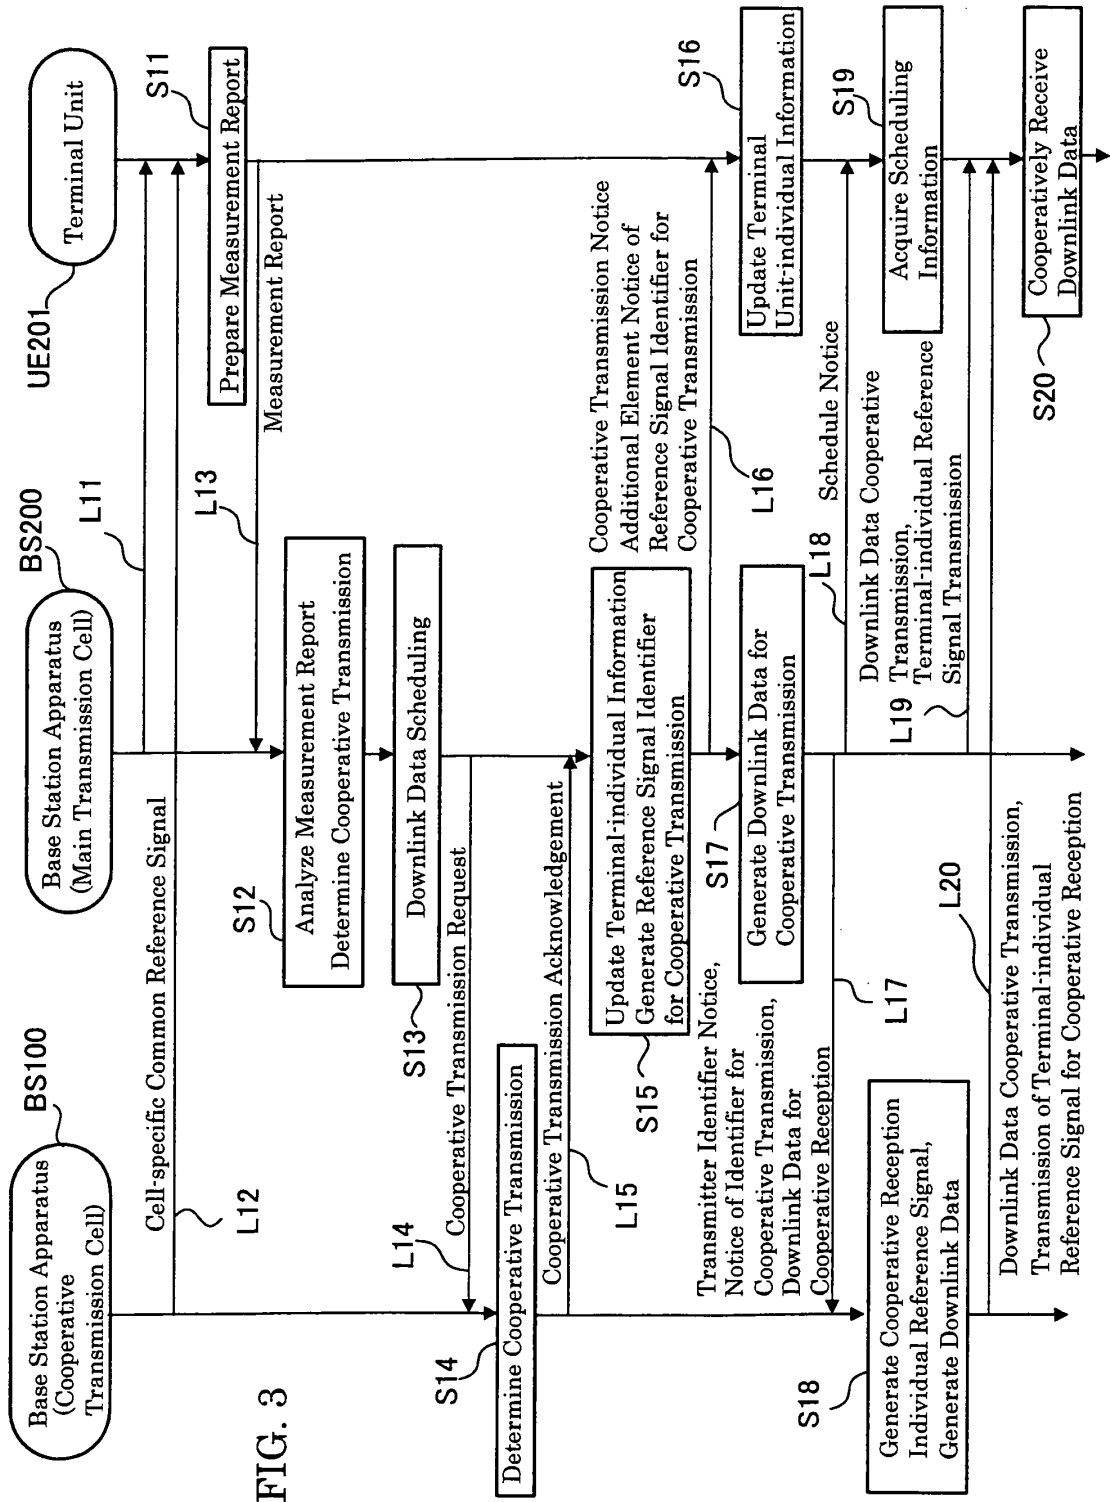 FIG. 3
Base Station Apparatus
(Cooperative
Transmission Cell)
BS100
Base Station Apparatus
(Main Transmission Cell)
BS200
Terminal Unit
UE201
L11
Cell-specific Common Reference Signal
L12
Prepare Measurement Report
S11
L13
Measurement Report
Analyze Measurement Report
Determine Cooperative Transmission
S12
Downlink Data Scheduling
S13
Cooperative Transmission Request
L14
Determine Cooperative Transmission
S14
Cooperative Transmission Acknowledgement
L15
Update Terminal-individual Information
Generate Reference Signal Identifier
for Cooperative Transmission
S15
Cooperative Transmission Notice
Additional Element Notice of
Reference Signal Identifier for
Cooperative Transmission
L16
Update Terminal
Unit-individual Information
S16
Generate Downlink Data for
Cooperative Transmission
S17
Transmitter Identifier Notice,
Notice of Identifier for
Cooperative Transmission,
Downlink Data for
Cooperative Reception
L17
Schedule Notice
L18
Acquire Scheduling
Information
S19
Generate Cooperative Reception
Individual Reference Signal,
Generate Downlink Data
S18
Downlink Data Cooperative
Transmission,
Terminal-individual Reference
Signal Transmission
L19
L20
Downlink Data Cooperative Transmission,
Transmission of Terminal-individual
Reference Signal for Cooperative Reception
Cooperatively Receive
Downlink Data
S20